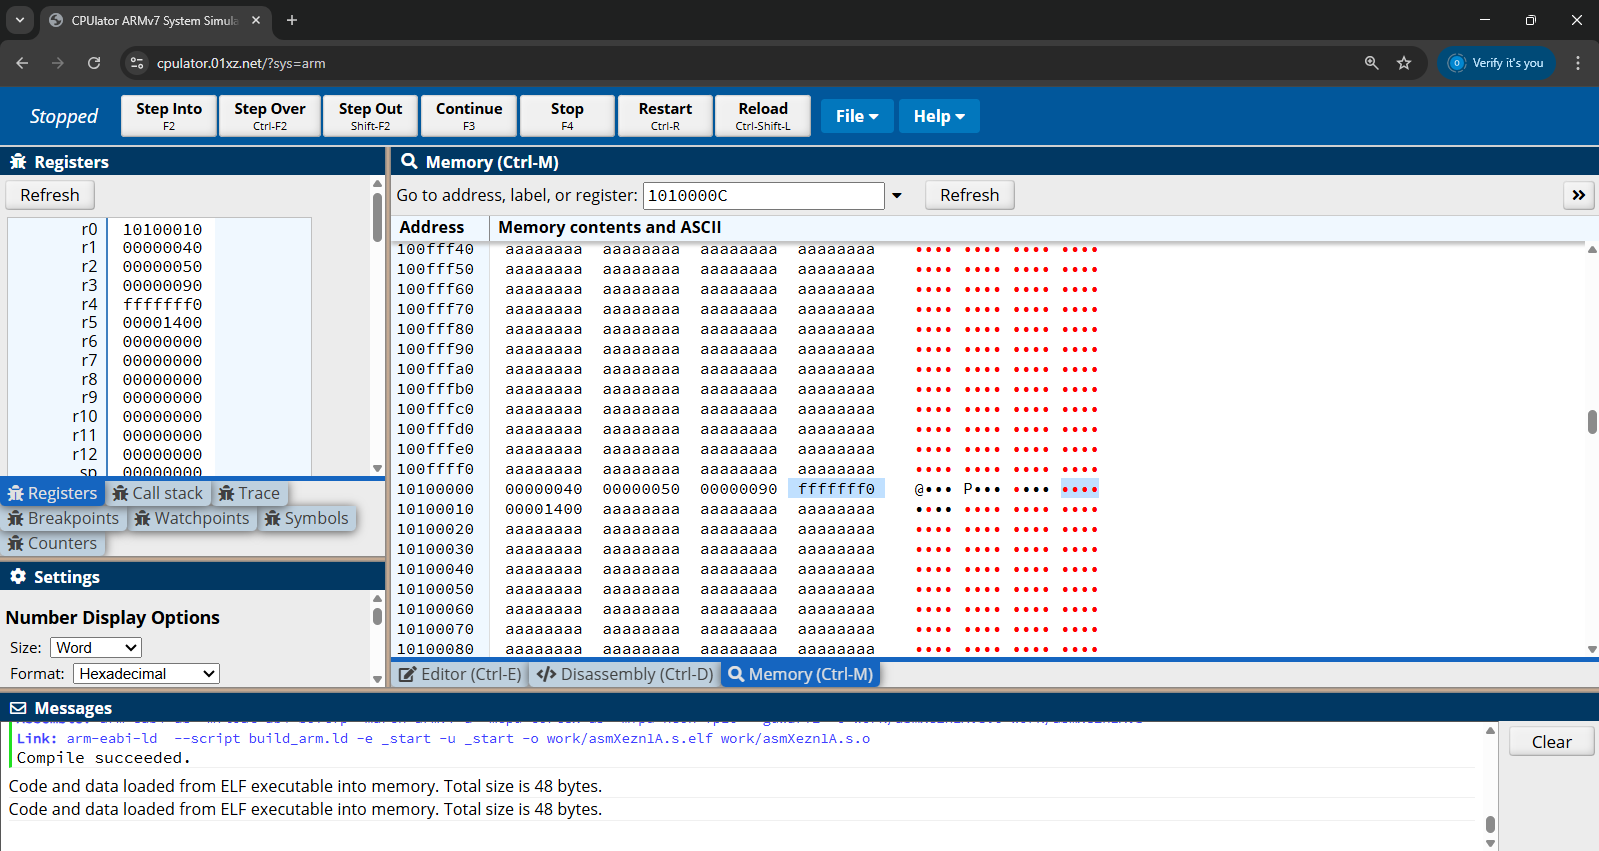 CPUlator ARMv7 System Simula
cpulator.01xz.net/?sys=arm
Verify it's you
Stopped
Step Into
F2
Step Over
Ctrl-F2
Step Out
Shift-F2
Continue
F3
Stop
F4
Restart
Ctrl-R
Reload
Ctrl-Shift-L
File
Help
Registers
Refresh
r0 10100010
r1 00000040
r2 00000050
r3 00000090
r4 fffffff0
r5 00001400
r6 00000000
r7 00000000
r8 00000000
r9 00000000
r10 00000000
r11 00000000
r12 00000000
sp 00000000
Registers Call stack Trace
Breakpoints Watchpoints Symbols
Counters
Settings
Number Display Options
Size: Word
Format: Hexadecimal
Memory (Ctrl-M)
Go to address, label, or register: 1010000C Refresh
Address Memory contents and ASCII
100fff40 aaaaaaaa aaaaaaaa aaaaaaaa aaaaaaaa •••• •••• •••• ••••
100fff50 aaaaaaaa aaaaaaaa aaaaaaaa aaaaaaaa •••• •••• •••• ••••
100fff60 aaaaaaaa aaaaaaaa aaaaaaaa aaaaaaaa •••• •••• •••• ••••
100fff70 aaaaaaaa aaaaaaaa aaaaaaaa aaaaaaaa •••• •••• •••• ••••
100fff80 aaaaaaaa aaaaaaaa aaaaaaaa aaaaaaaa •••• •••• •••• ••••
100fff90 aaaaaaaa aaaaaaaa aaaaaaaa aaaaaaaa •••• •••• •••• ••••
100fffa0 aaaaaaaa aaaaaaaa aaaaaaaa aaaaaaaa •••• •••• •••• ••••
100fffb0 aaaaaaaa aaaaaaaa aaaaaaaa aaaaaaaa •••• •••• •••• ••••
100fffc0 aaaaaaaa aaaaaaaa aaaaaaaa aaaaaaaa •••• •••• •••• ••••
100fffd0 aaaaaaaa aaaaaaaa aaaaaaaa aaaaaaaa •••• •••• •••• ••••
100fffe0 aaaaaaaa aaaaaaaa aaaaaaaa aaaaaaaa •••• •••• •••• ••••
100ffff0 aaaaaaaa aaaaaaaa aaaaaaaa aaaaaaaa •••• •••• •••• ••••
10100000 00000040 00000050 00000090 fffffff0 @••• P••• •••• ••••
10100010 00001400 aaaaaaaa aaaaaaaa aaaaaaaa •••• •••• •••• ••••
10100020 aaaaaaaa aaaaaaaa aaaaaaaa aaaaaaaa •••• •••• •••• ••••
10100030 aaaaaaaa aaaaaaaa aaaaaaaa aaaaaaaa •••• •••• •••• ••••
10100040 aaaaaaaa aaaaaaaa aaaaaaaa aaaaaaaa •••• •••• •••• ••••
10100050 aaaaaaaa aaaaaaaa aaaaaaaa aaaaaaaa •••• •••• •••• ••••
10100060 aaaaaaaa aaaaaaaa aaaaaaaa aaaaaaaa •••• •••• •••• ••••
10100070 aaaaaaaa aaaaaaaa aaaaaaaa aaaaaaaa •••• •••• •••• ••••
10100080 aaaaaaaa aaaaaaaa aaaaaaaa aaaaaaaa •••• •••• •••• ••••
Editor (Ctrl-E) Disassembly (Ctrl-D) Memory (Ctrl-M)
Messages
Link: arm-eabi-ld --script build_arm.ld -e _start -u _start -o work/asmXeznlA.s.elf work/asmXeznlA.s.o
Compile succeeded.
Code and data loaded from ELF executable into memory. Total size is 48 bytes.
Code and data loaded from ELF executable into memory. Total size is 48 bytes.
Clear